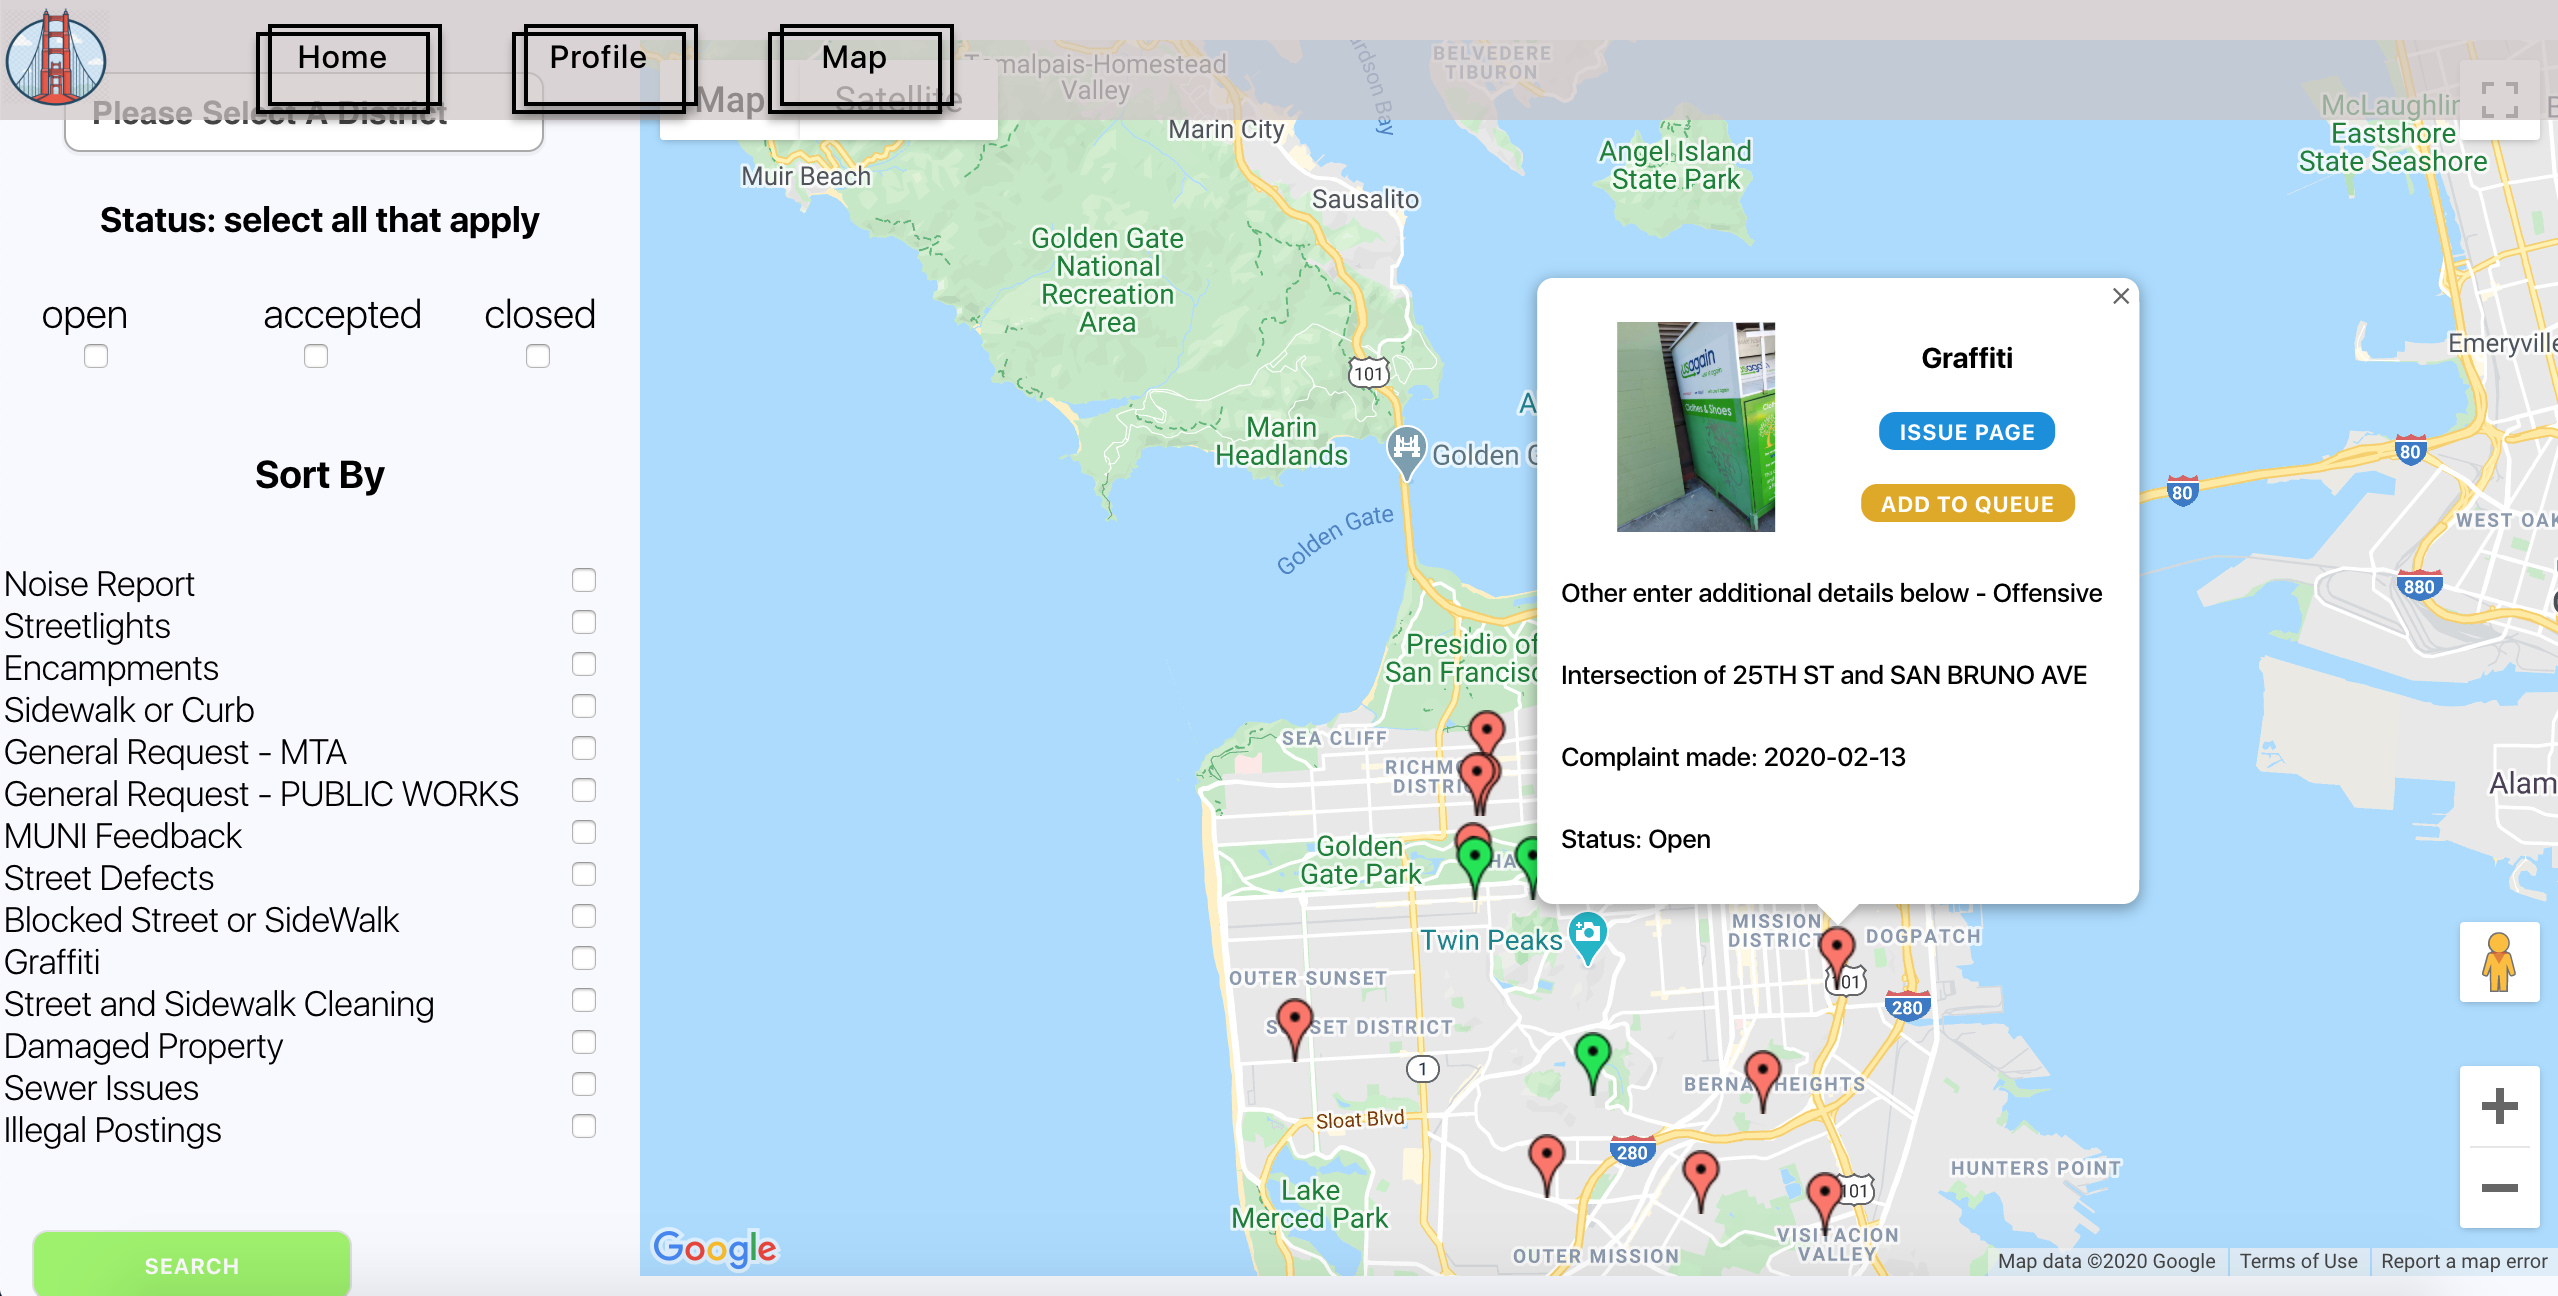 Home
Profile
Map
Please Select A District
Status: select all that apply
open
accepted
closed
Sort By
Noise Report
Streetlights
Encampments
Sidewalk or Curb
General Request - MTA
General Request - PUBLIC WORKS
MUNI Feedback
Street Defects
Blocked Street or SideWalk
Graffiti
Street and Sidewalk Cleaning
Damaged Property
Sewer Issues
Illegal Postings
SEARCH
Map
Satellite
Tamalpais-Homestead
Valley
BELVEDERE
TIBURON
Marin City
Muir Beach
Sausalito
Angel Island
State Park
Eastshore
State Seashore
Golden Gate
National
Recreation
Area
101
Marin
Headlands
Golden G
Golden Gate
Emeryville
80
80
WEST OAK
880
Presidio of
San Francisc
SEA CLIFF
Golden
Gate Park
Twin Peaks
MISSION
DISTRICT
DOGPATCH
101
280
OUTER SUNSET
SUNSET DISTRICT
1
BERNAL HEIGHTS
Sloat Blvd
280
Lake
Merced Park
HUNTERS POINT
101
VISITACION
VALLEY
OUTER MISSION
Alam
Graffiti
ISSUE PAGE
ADD TO QUEUE
usagain
Clothes & Shoes
Other enter additional details below - Offensive
Intersection of 25TH ST and SAN BRUNO AVE
Complaint made: 2020-02-13
Status: Open
Google
Map data ©2020 Google
Terms of Use
Report a map error